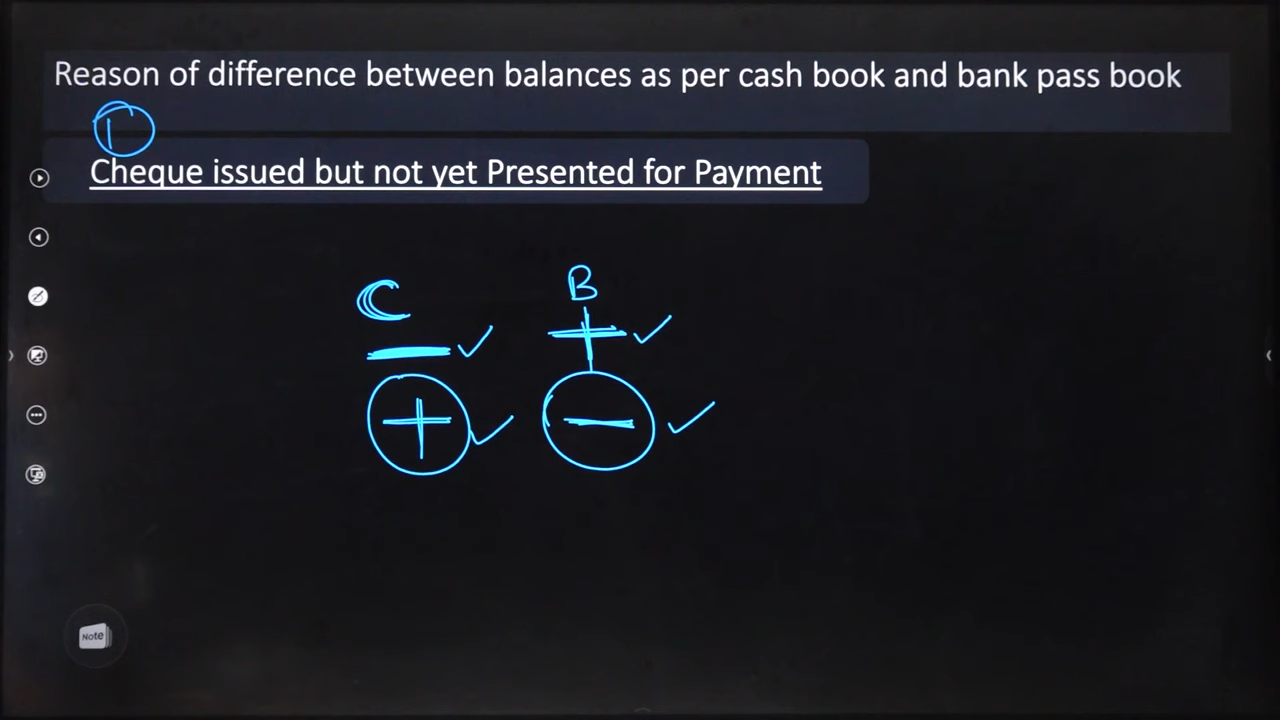 Reason of difference between balances as per cash book and bank pass book
1
Cheque issued but not yet Presented for Payment
C B
— +
+ —
Note